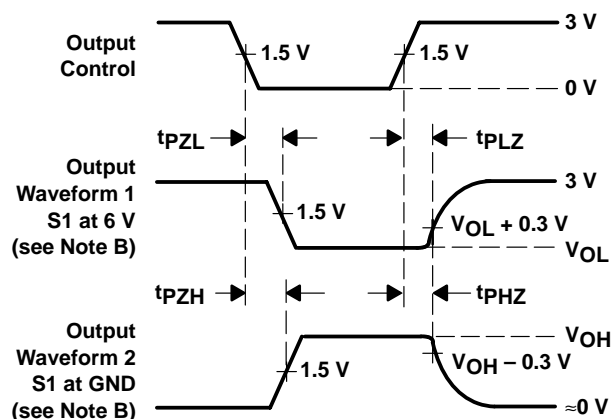 Output
Control
1.5 V
1.5 V
3 V
0 V
tPZL
tPLZ
Output
Waveform 1
S1 at 6 V
(see Note B)
1.5 V
3 V
VOL + 0.3 V
VOL
tPZH
tPHZ
Output
Waveform 2
S1 at GND
(see Note B)
1.5 V
VOH
VOH − 0.3 V
≈0 V